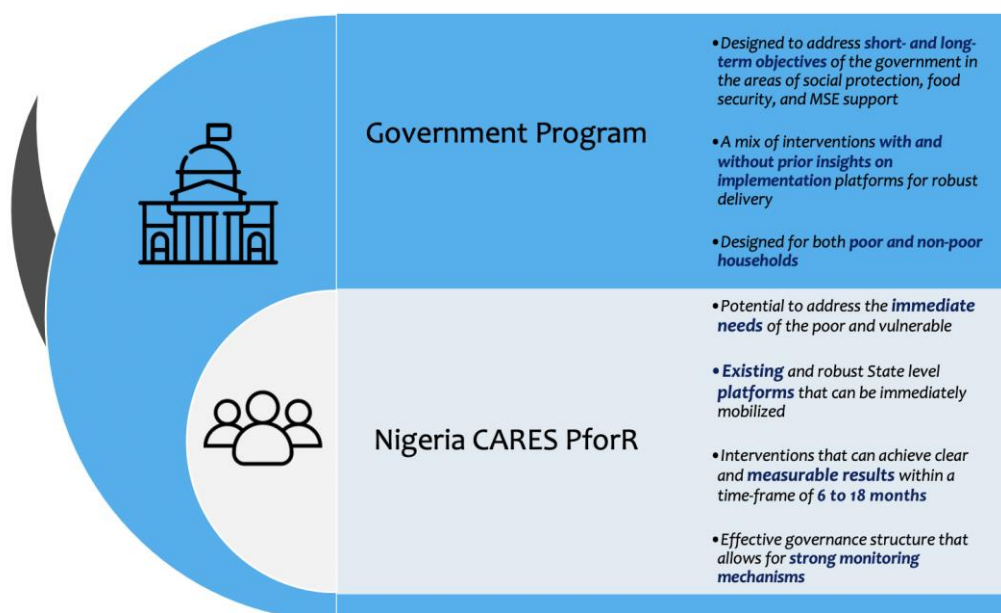 Government Program
•Designed to address short- and long-
term objectives of the government in
the areas of social protection, food
security, and MSE support
•A mix of interventions with and
without prior insights on
implementation platforms for robust
delivery
•Designed for both poor and non-poor
households
Nigeria CARES PforR
•Potential to address the immediate
needs of the poor and vulnerable
•Existing and robust State level
platforms that can be immediately
mobilized
•Interventions that can achieve clear
and measurable results within a
time-frame of 6 to 18 months
•Effective governance structure that
allows for strong monitoring
mechanisms